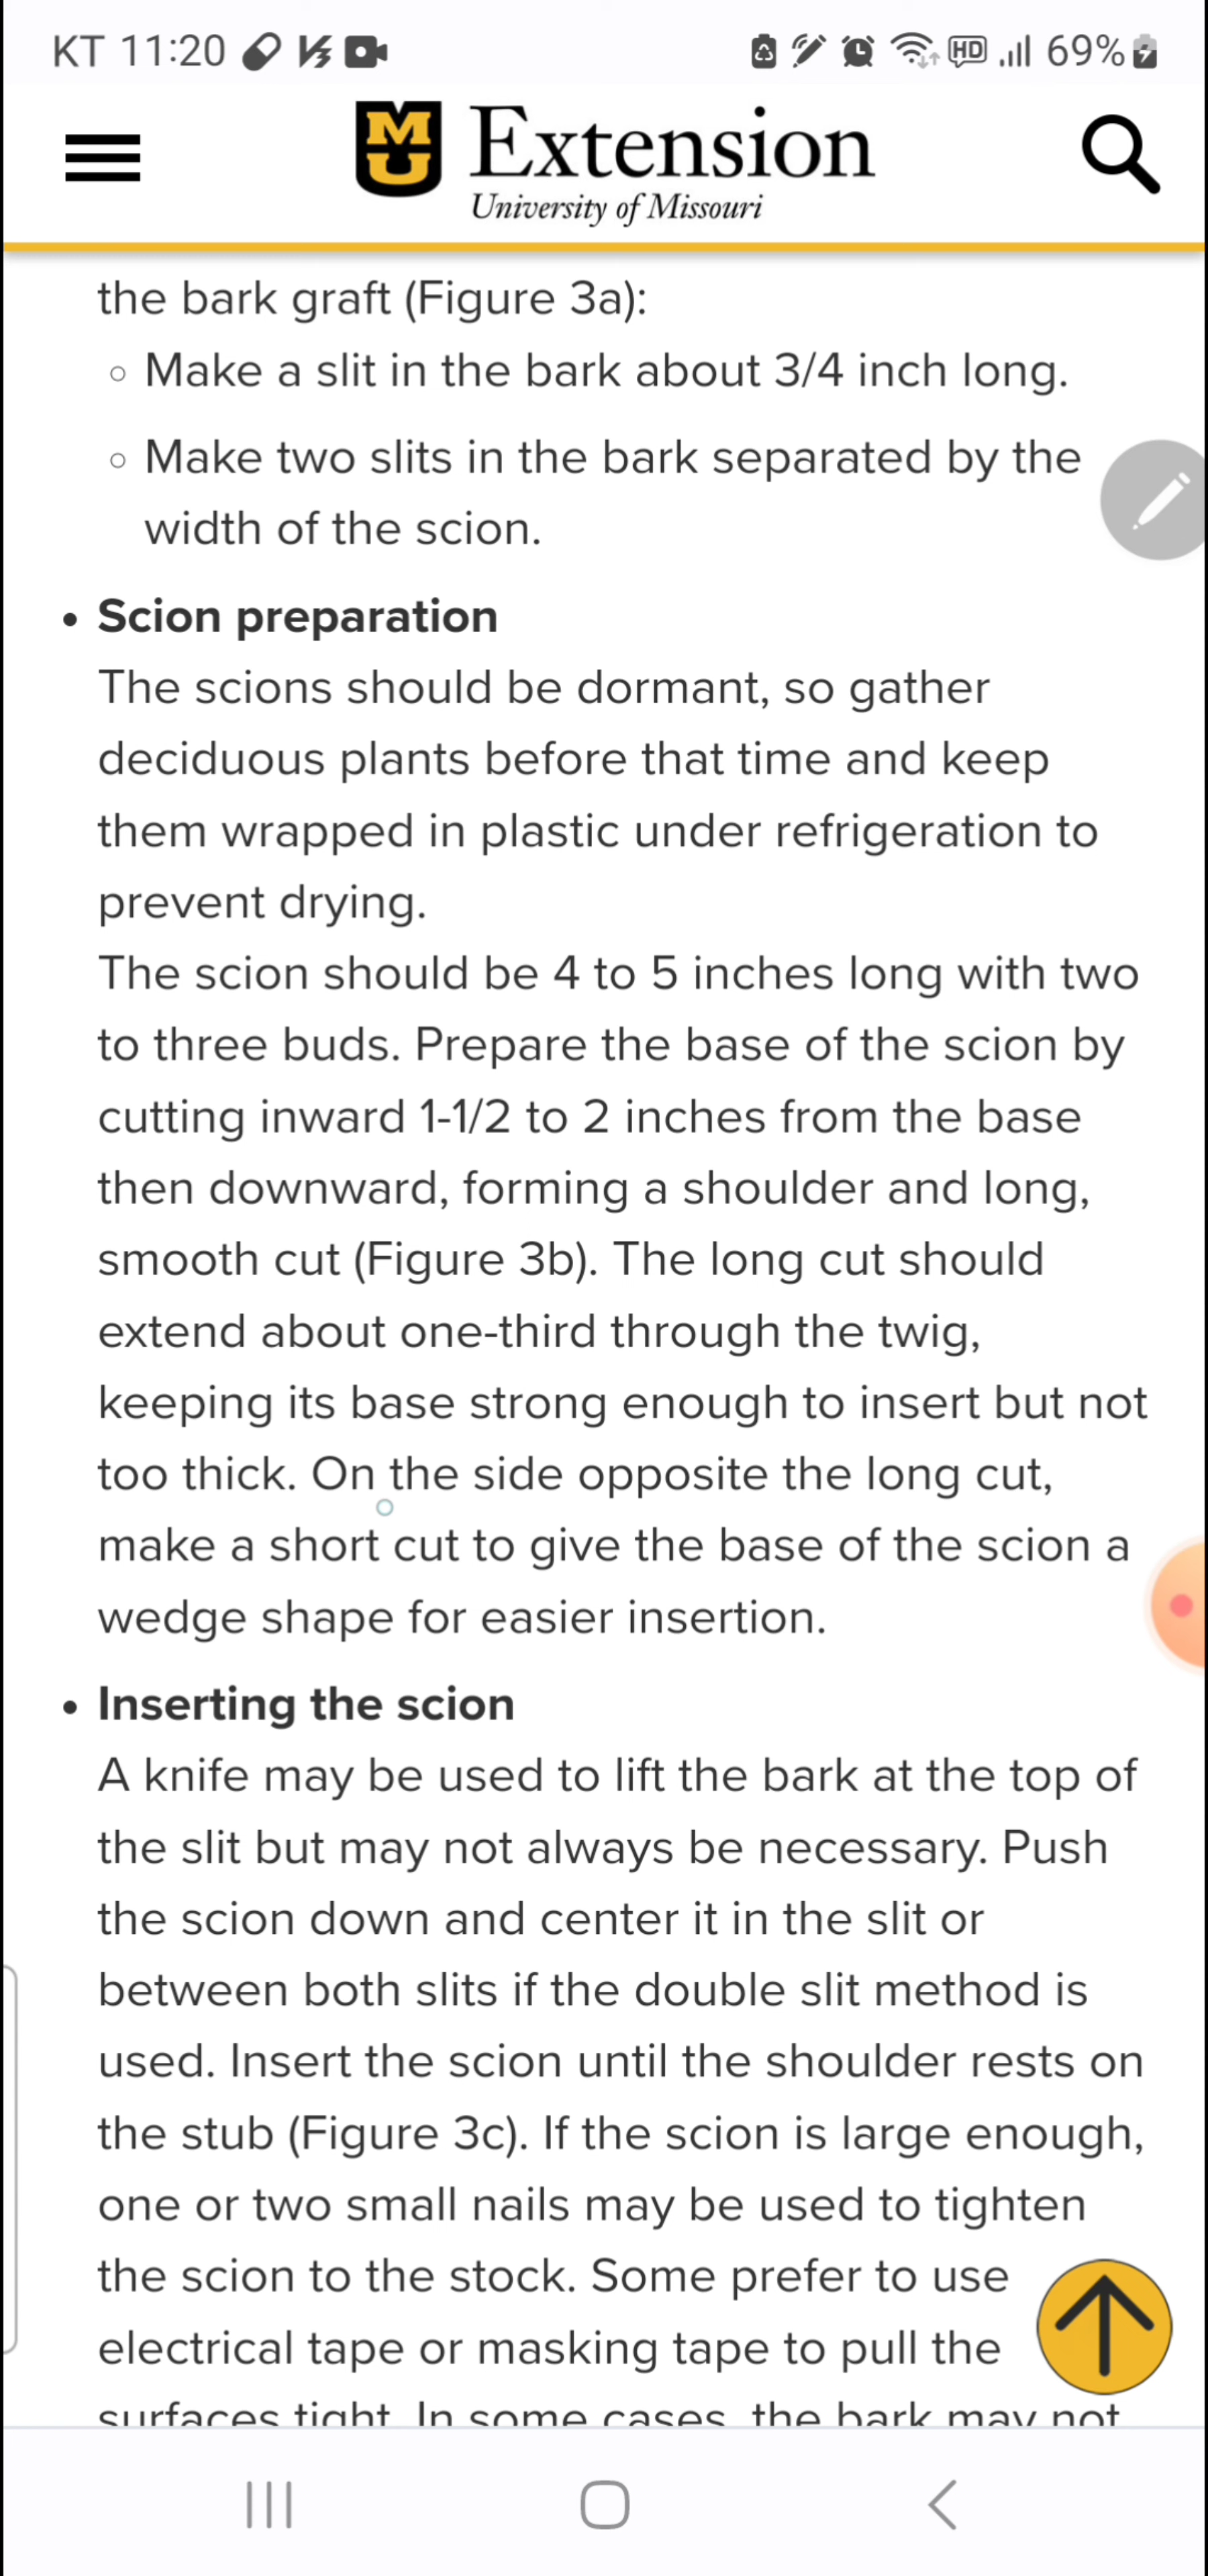 KT 11:20
HD 69%
MU Extension
University of Missouri
the bark graft (Figure 3a):
Make a slit in the bark about 3/4 inch long.
Make two slits in the bark separated by the
width of the scion.
Scion preparation
The scions should be dormant, so gather
deciduous plants before that time and keep
them wrapped in plastic under refrigeration to
prevent drying.
The scion should be 4 to 5 inches long with two
to three buds. Prepare the base of the scion by
cutting inward 1-1/2 to 2 inches from the base
then downward, forming a shoulder and long,
smooth cut (Figure 3b). The long cut should
extend about one-third through the twig,
keeping its base strong enough to insert but not
too thick. On the side opposite the long cut,
make a short cut to give the base of the scion a
wedge shape for easier insertion.
Inserting the scion
A knife may be used to lift the bark at the top of
the slit but may not always be necessary. Push
the scion down and center it in the slit or
between both slits if the double slit method is
used. Insert the scion until the shoulder rests on
the stub (Figure 3c). If the scion is large enough,
one or two small nails may be used to tighten
the scion to the stock. Some prefer to use
electrical tape or masking tape to pull the
surfaces tight. In some cases, the bark may not